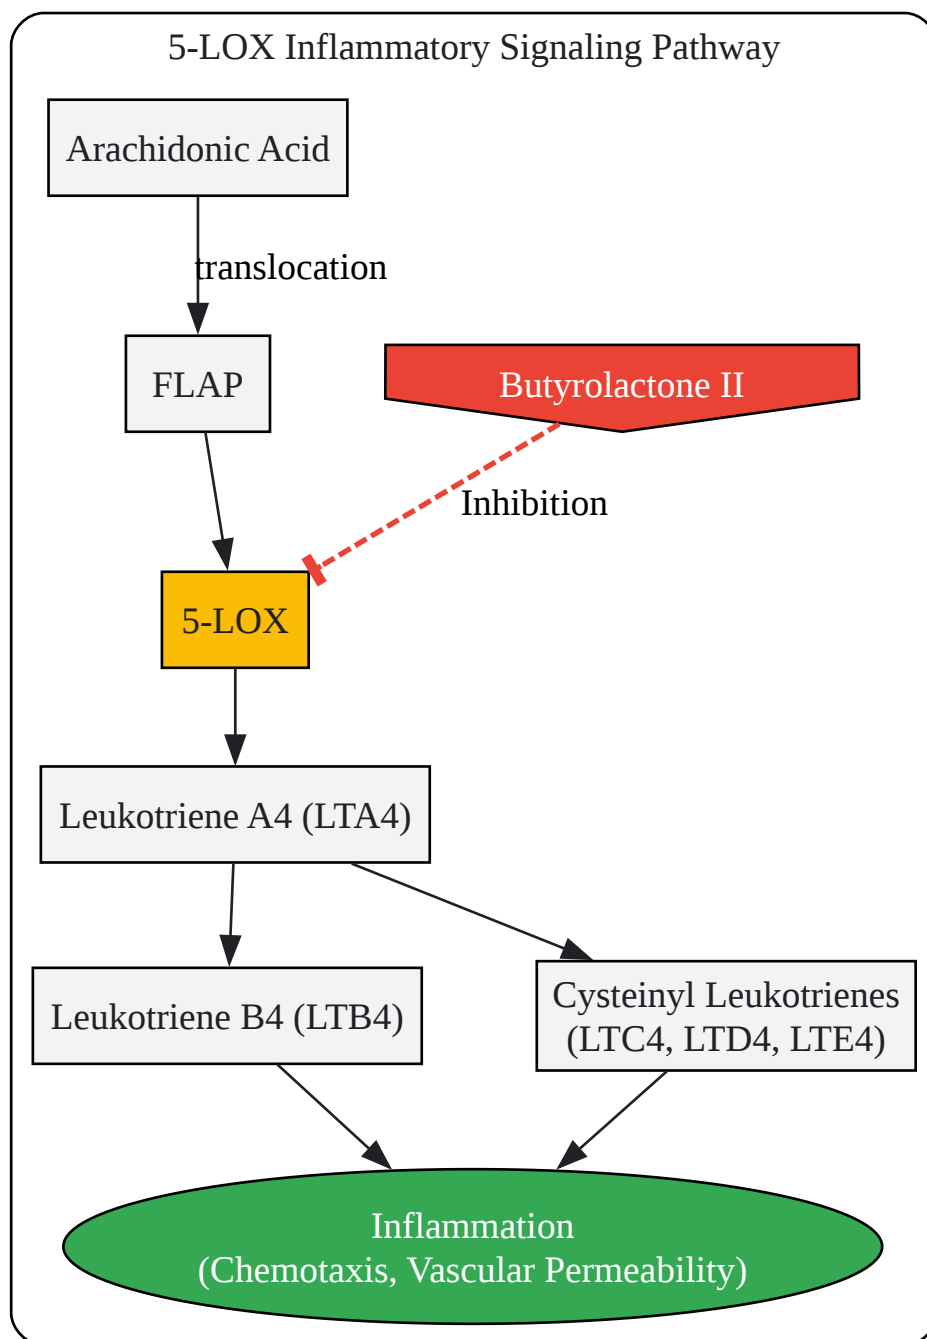 5-LOX Inflammatory Signaling Pathway
Arachidonic Acid
translocation
FLAP
Butyrolactone II
Inhibition
5-LOX
Leukotriene A4 (LTA4)
Leukotriene B4 (LTB4)
Cysteinyl Leukotrienes
(LTC4, LTD4, LTE4)
Inflammation
(Chemotaxis, Vascular Permeability)